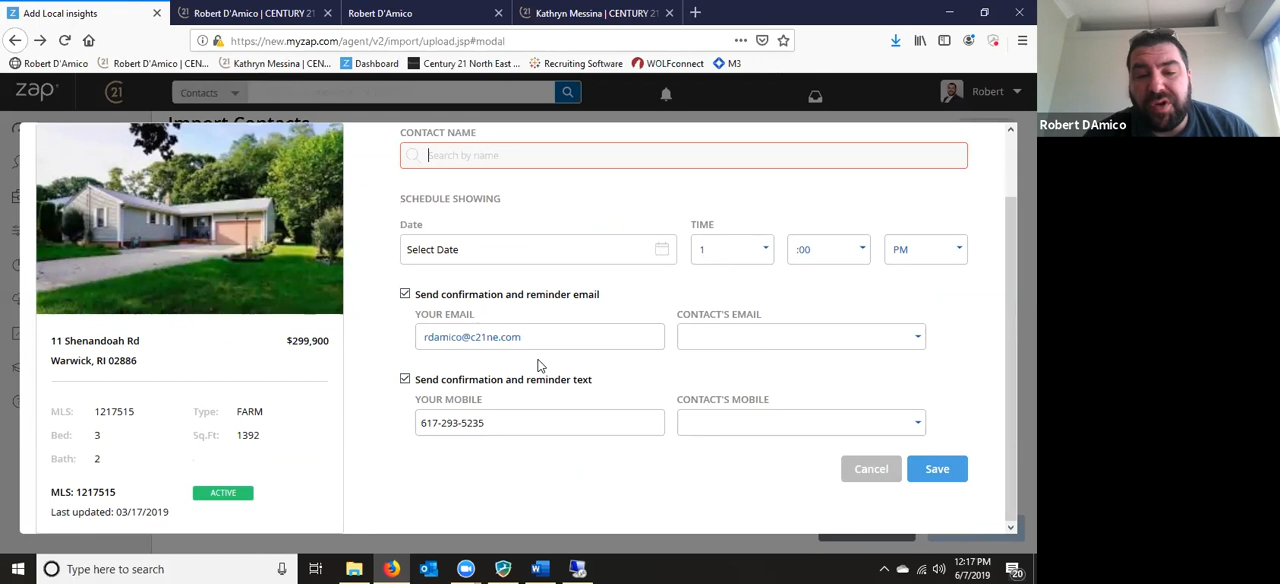 Add Local insights
Robert D'Amico | CENTURY 21
Robert D'Amico
Kathryn Messina | CENTURY 21
https://new.myzap.com/agent/v2/import/upload.jsp#modal
Robert D'Amico
Robert D'Amico | CEN...
Kathryn Messina | CEN...
Dashboard
Century 21 North East ...
Recruiting Software
WOLFconnect
M3
zap
21
Contacts
Robert
Import Contacts
CONTACT NAME
Search by name
SCHEDULE SHOWING
Date
TIME
Select Date
1
:00
PM
Send confirmation and reminder email
YOUR EMAIL
CONTACT'S EMAIL
rdamico@c21ne.com
Send confirmation and reminder text
YOUR MOBILE
CONTACT'S MOBILE
617-293-5235
Cancel
Save
11 Shenandoah Rd
$299,900
Warwick, RI 02886
MLS: 1217515
Type: FARM
Bed: 3
Sq.Ft: 1392
Bath: 2
MLS: 1217515
ACTIVE
Last updated: 03/17/2019
Robert DAmico
Type here to search
12:17 PM
6/7/2019
20